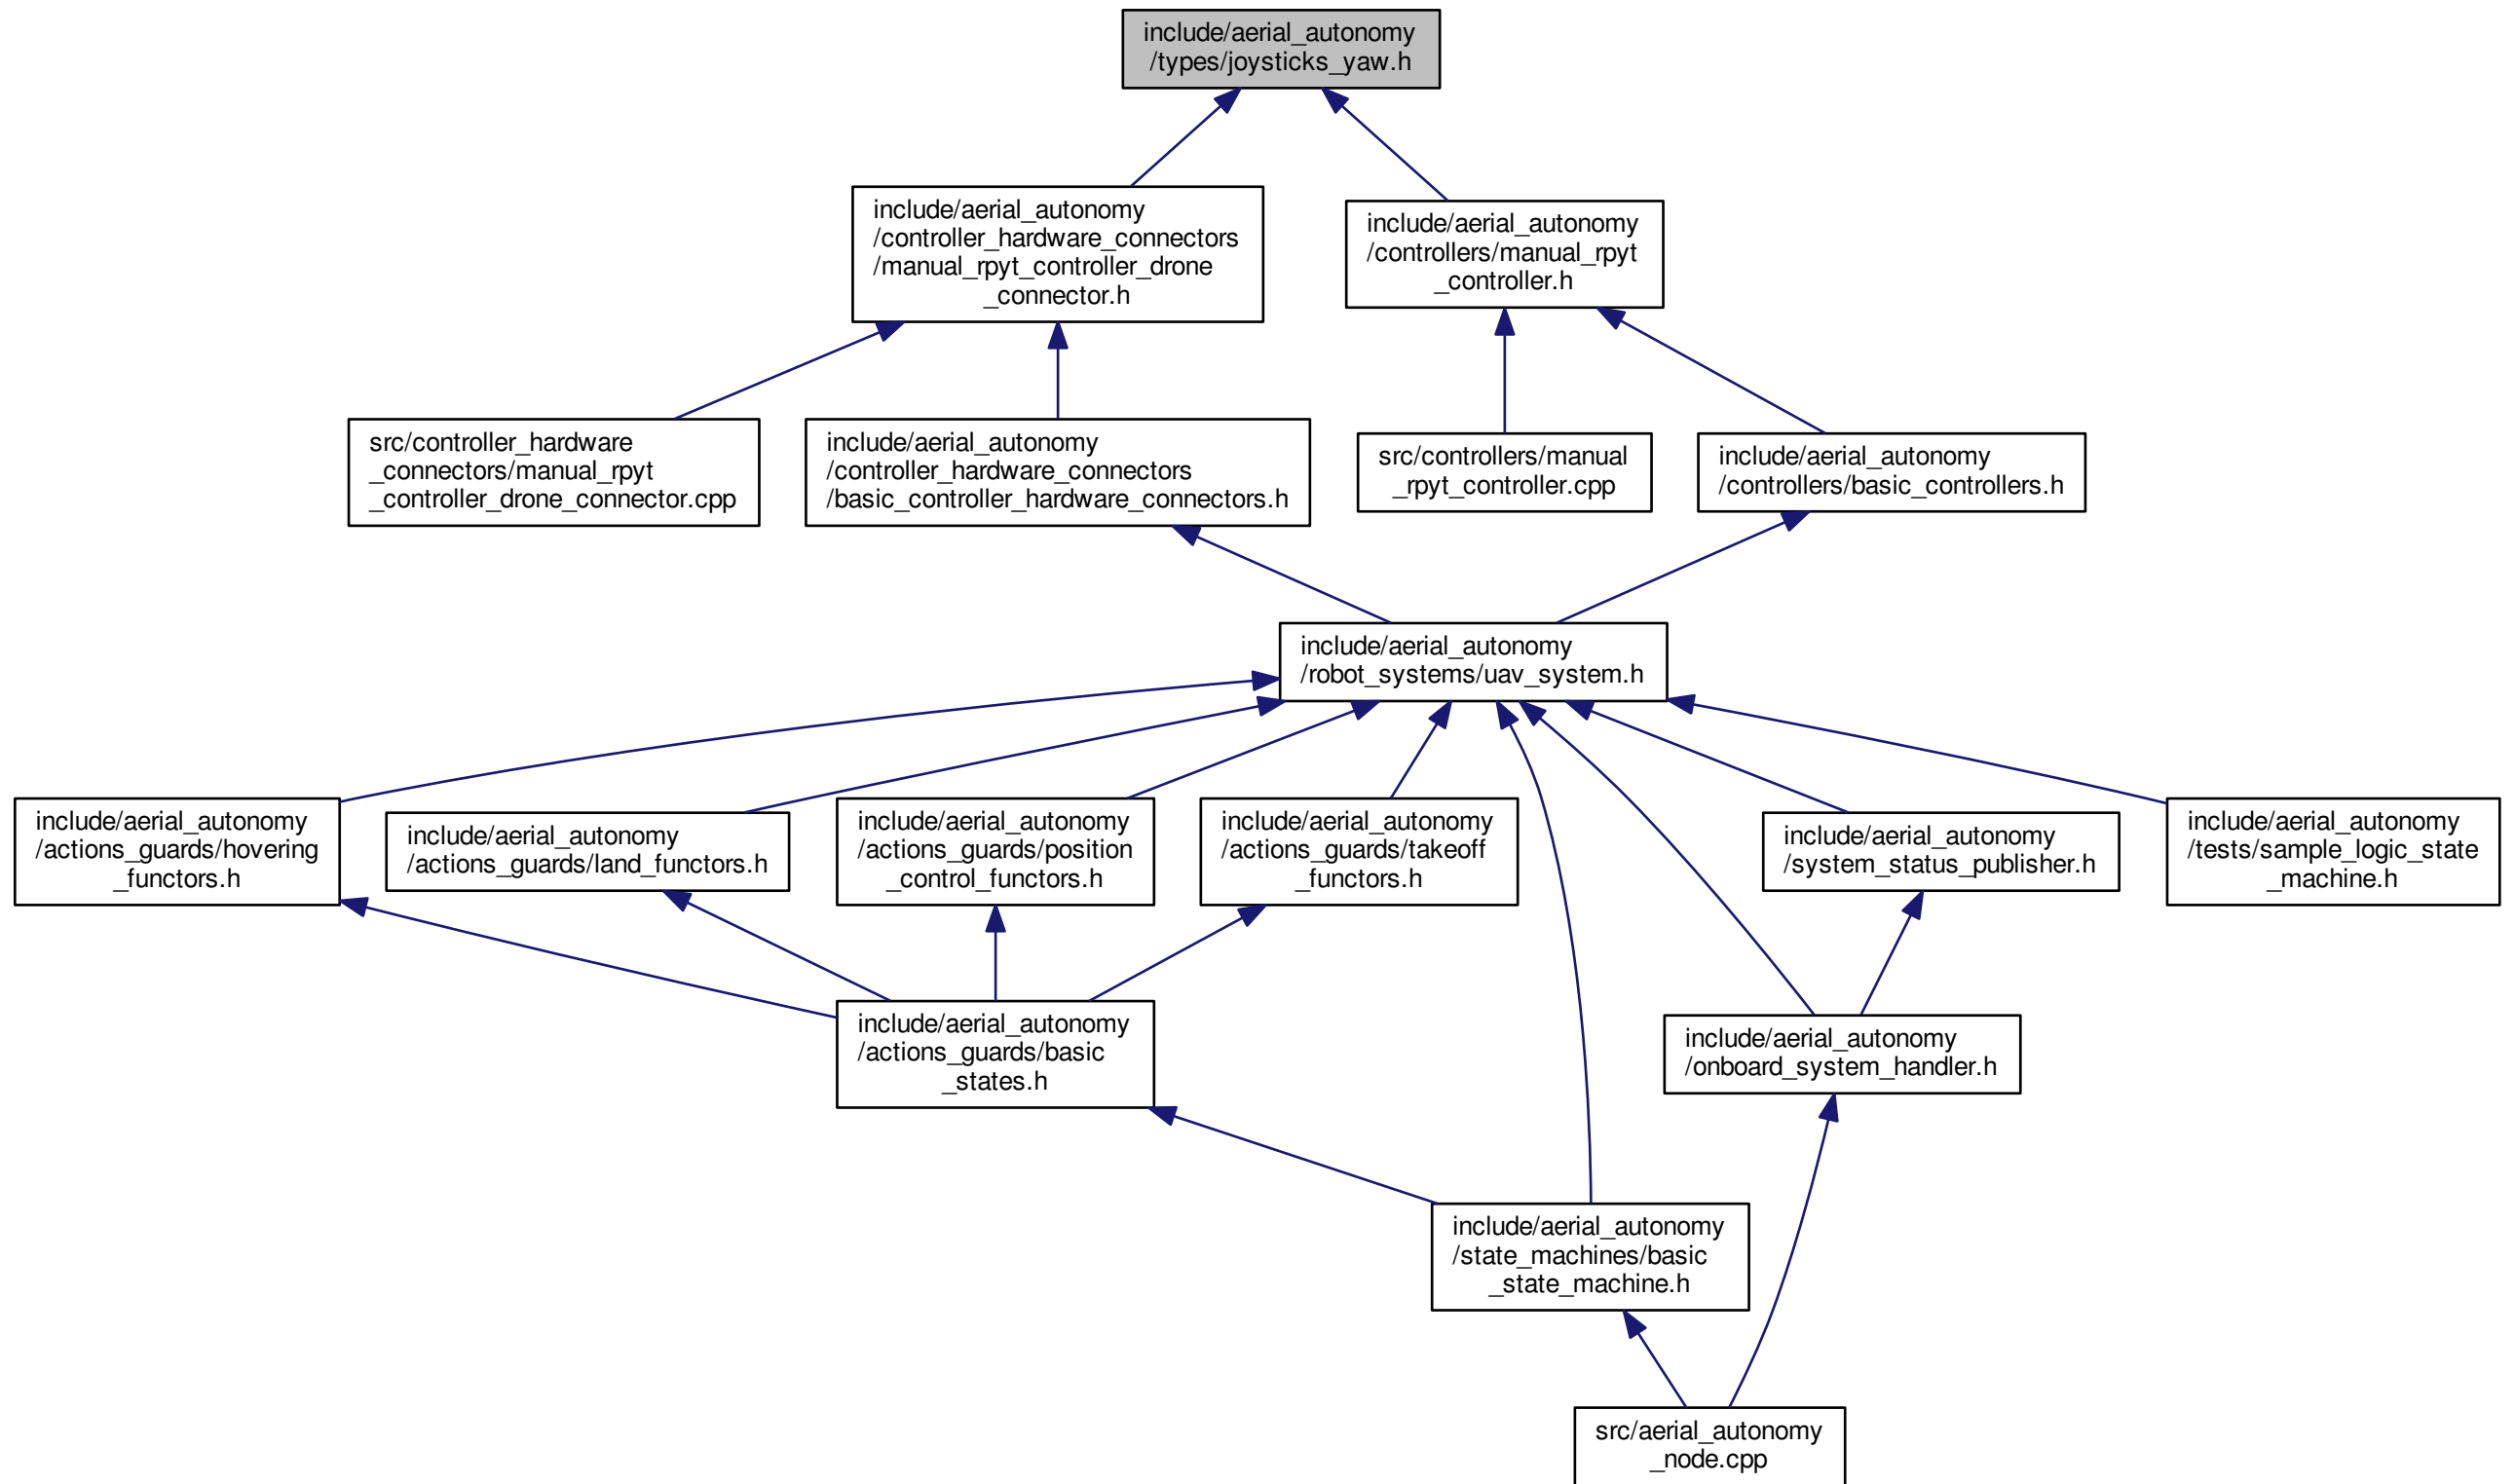 include/aerial_autonomy
/types/joysticks_yaw.h
include/aerial_autonomy
/controller_hardware_connectors
/manual_rpyt_controller_drone
_connector.h
include/aerial_autonomy
/controllers/manual_rpyt
_controller.h
src/controller_hardware
_connectors/manual_rpyt
_controller_drone_connector.cpp
include/aerial_autonomy
/controller_hardware_connectors
/basic_controller_hardware_connectors.h
src/controllers/manual
_rpyt_controller.cpp
include/aerial_autonomy
/controllers/basic_controllers.h
include/aerial_autonomy
/robot_systems/uav_system.h
include/aerial_autonomy
/actions_guards/hovering
_functors.h
include/aerial_autonomy
/actions_guards/land_functors.h
include/aerial_autonomy
/actions_guards/position
_control_functors.h
include/aerial_autonomy
/actions_guards/takeoff
_functors.h
include/aerial_autonomy
/system_status_publisher.h
include/aerial_autonomy
/tests/sample_logic_state
_machine.h
include/aerial_autonomy
/actions_guards/basic
_states.h
include/aerial_autonomy
/onboard_system_handler.h
include/aerial_autonomy
/state_machines/basic
_state_machine.h
src/aerial_autonomy
_node.cpp